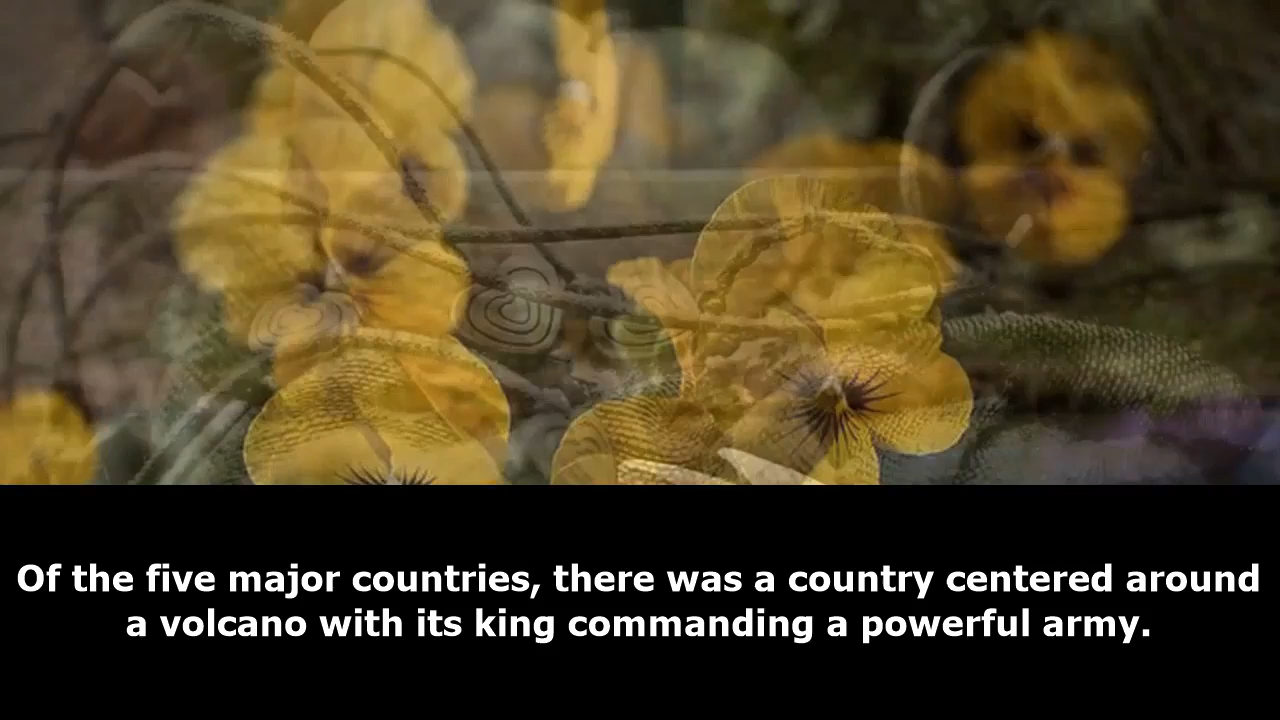 Of the five major countries, there was a country centered around
a volcano with its king commanding a powerful army.